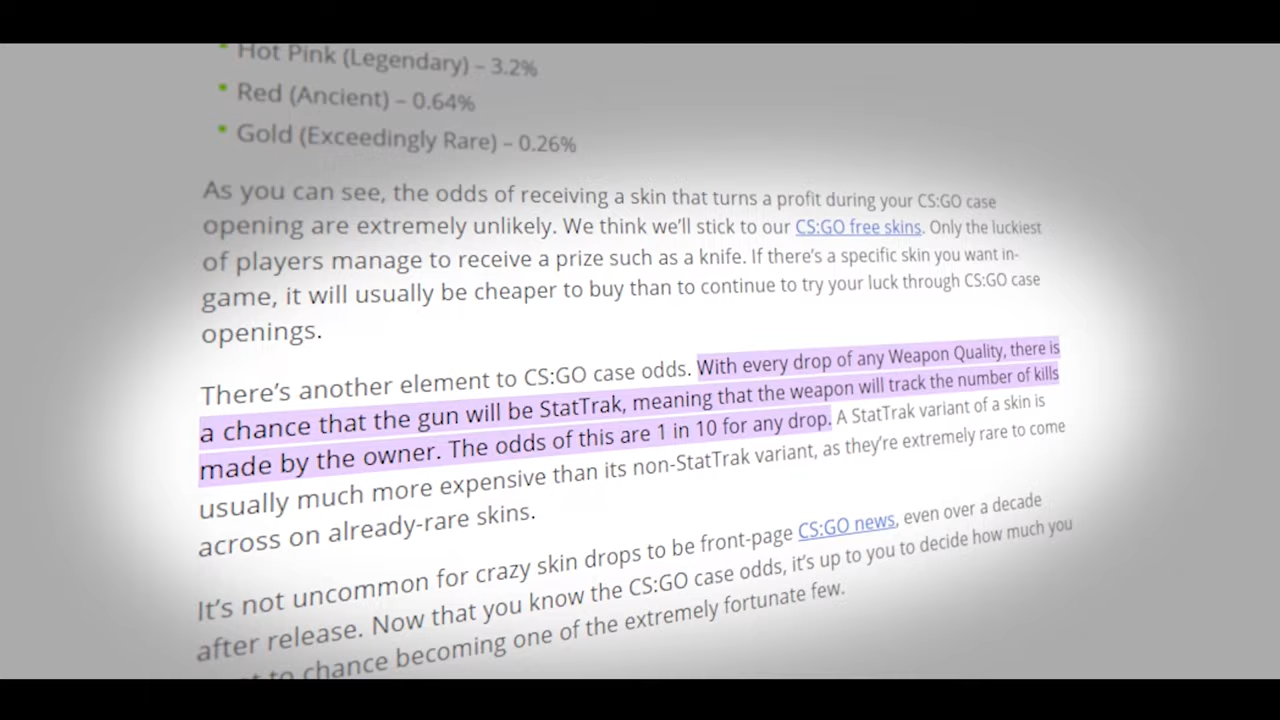 Hot Pink (Legendary) – 3.2%
Red (Ancient) – 0.64%
Gold (Exceedingly Rare) – 0.26%
As you can see, the odds of receiving a skin that turns a profit during your CS:GO case
opening are extremely unlikely. We think we'll stick to our CS:GO free skins. Only the luckiest
of players manage to receive a prize such as a knife. If there's a specific skin you want in-
game, it will usually be cheaper to buy than to continue to try your luck through CS:GO case
openings.
There's another element to CS:GO case odds. With every drop of any Weapon Quality, there is
a chance that the gun will be StatTrak, meaning that the weapon will track the number of kills
made by the owner. The odds of this are 1 in 10 for any drop. A StatTrak variant of a skin is
usually much more expensive than its non-StatTrak variant, as they're extremely rare to come
across on already-rare skins.
It's not uncommon for crazy skin drops to be front-page CS:GO news, even over a decade
after release. Now that you know the CS:GO case odds, it's up to you to decide how much you
to chance becoming one of the extremely fortunate few.